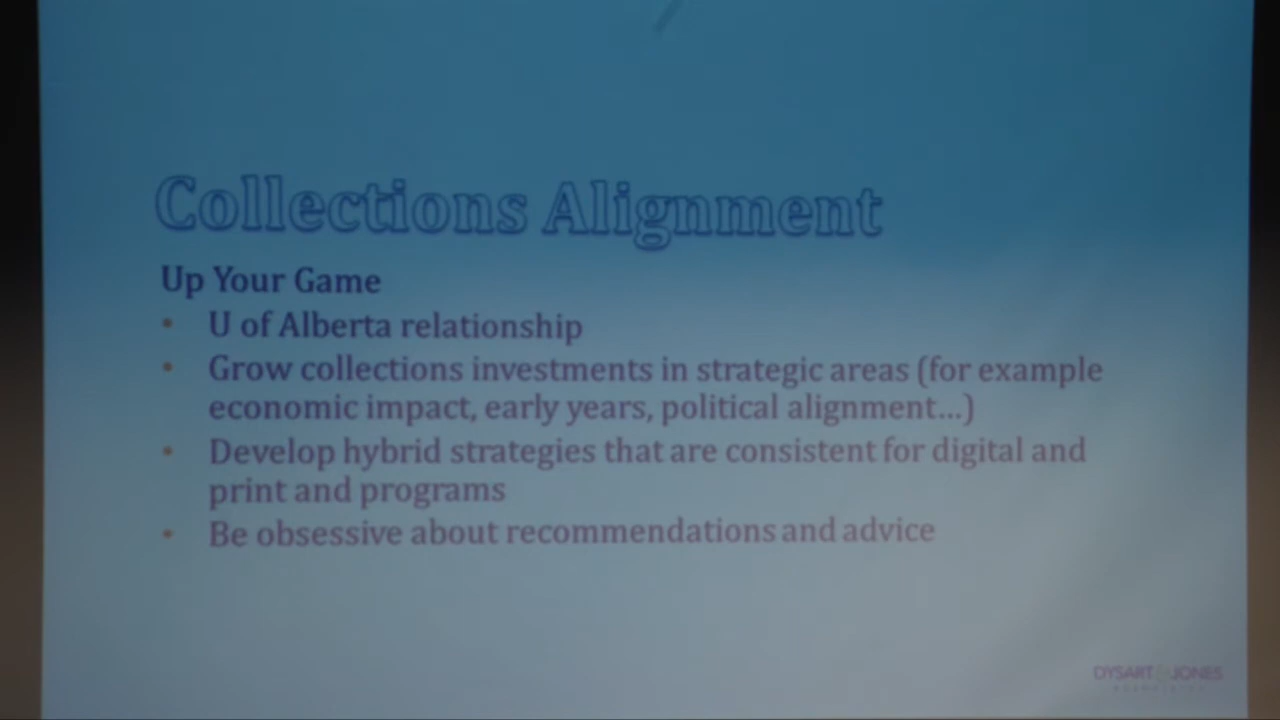 Collections Alignment
Up Your Game
• U of Alberta relationship
• Grow collections investments in strategic areas (for example
economic impact, early years, political alignment...)
• Develop hybrid strategies that are consistent for digital and
print and programs
• Be obsessive about recommendations and advice
DYSART & JONES